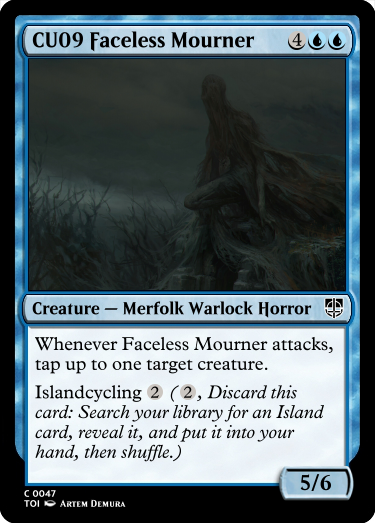 CU09 Faceless Mourner 4
Creature — Merfolk Warlock Horror
Whenever Faceless Mourner attacks,
tap up to one target creature.
Islandcycling 2 (2, Discard this
card: Search your library for an Island
card, reveal it, and put it into your
hand, then shuffle.)
5/6
C 0047
TOI ARTEM DEMURA